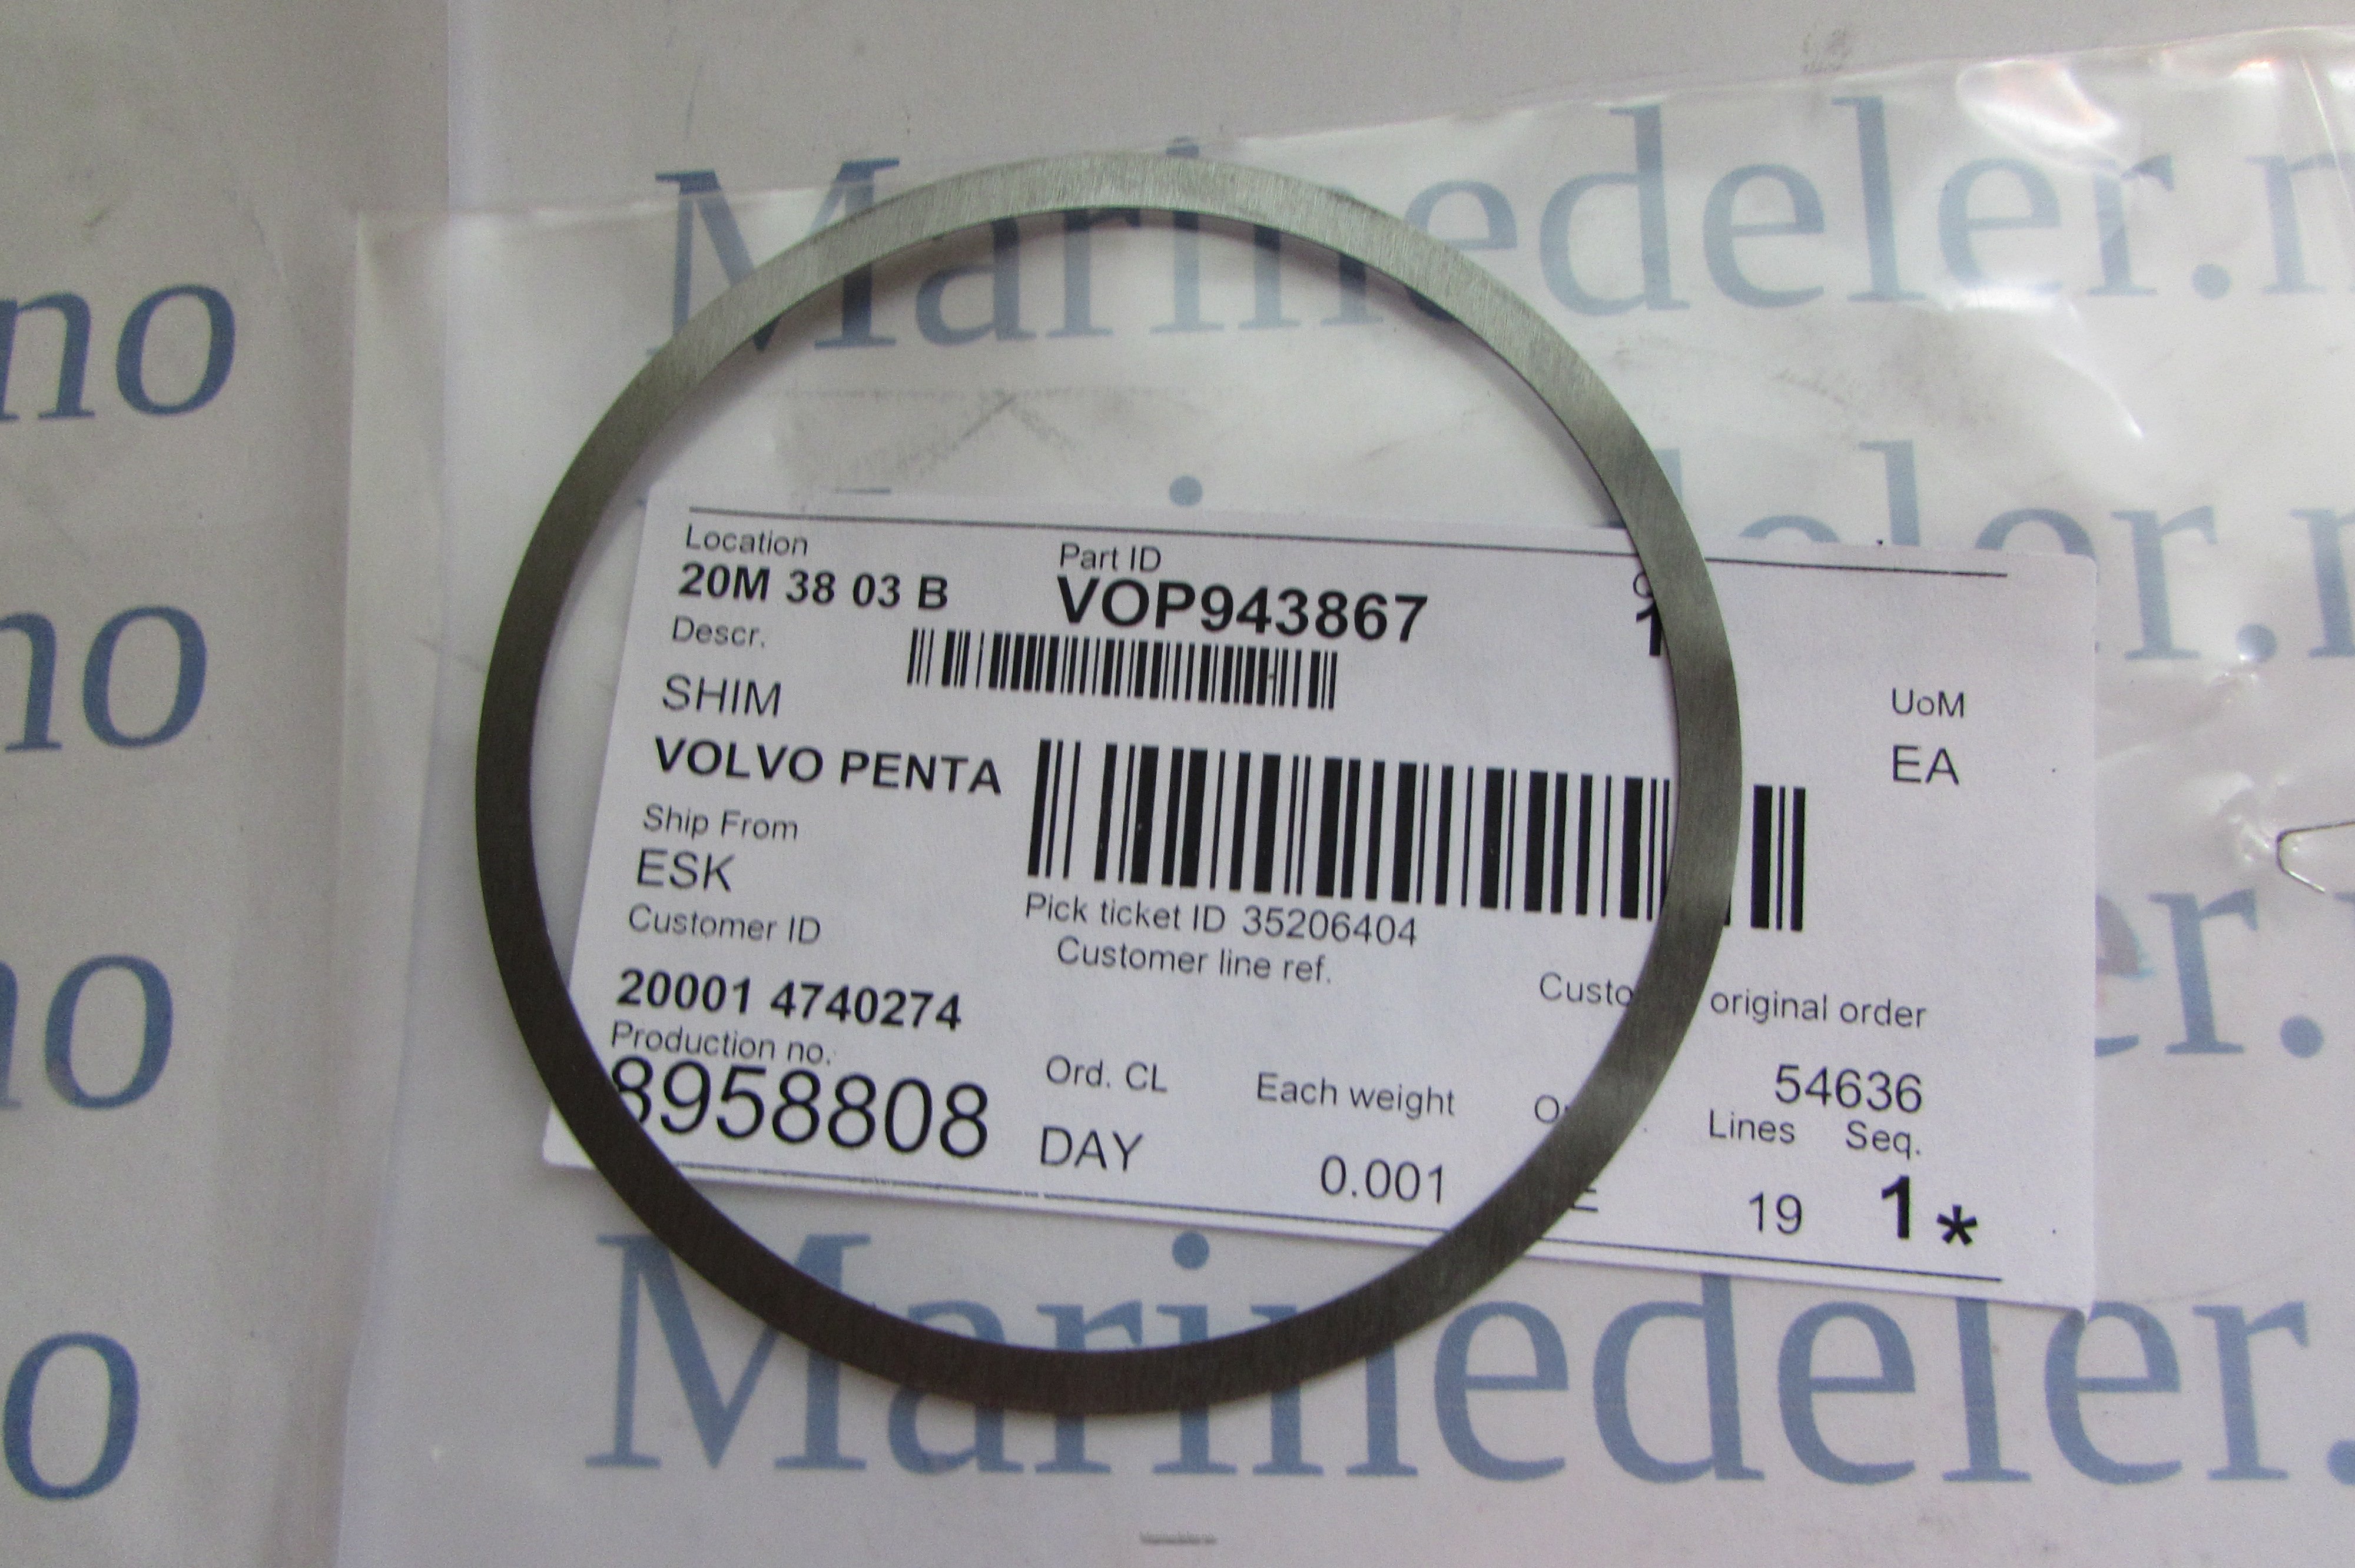 Marinedeler.n
no
Location
Part ID
20M 38 03 B
VOP943867
1
Descr.
SHIM
UoM
VOLVO PENTA
EA
no
Ship From
ESK
Pick ticket ID 35206404
Customer ID
Customer line ref.
original order
20001 4740274
Production no.
8958808
Ord. CL
Each weight
54636
Lines Seq.
DAY
0.001
19
1*
no
Marinedeler.
o